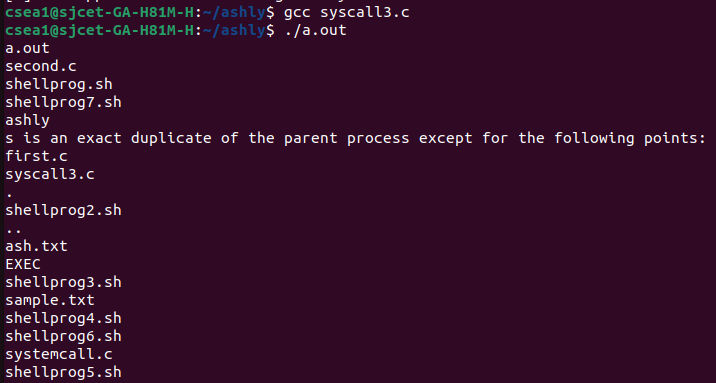 csea1@sjcet-GA-H81M-H:~/ashly$ gcc syscall3.c
csea1@sjcet-GA-H81M-H:~/ashly$ ./a.out
a.out
second.c
shellprog.sh
shellprog7.sh
ashly
s is an exact duplicate of the parent process except for the following points:
first.c
syscall3.c
.
shellprog2.sh
..
ash.txt
EXEC
shellprog3.sh
sample.txt
shellprog4.sh
shellprog6.sh
systemcall.c
shellprog5.sh